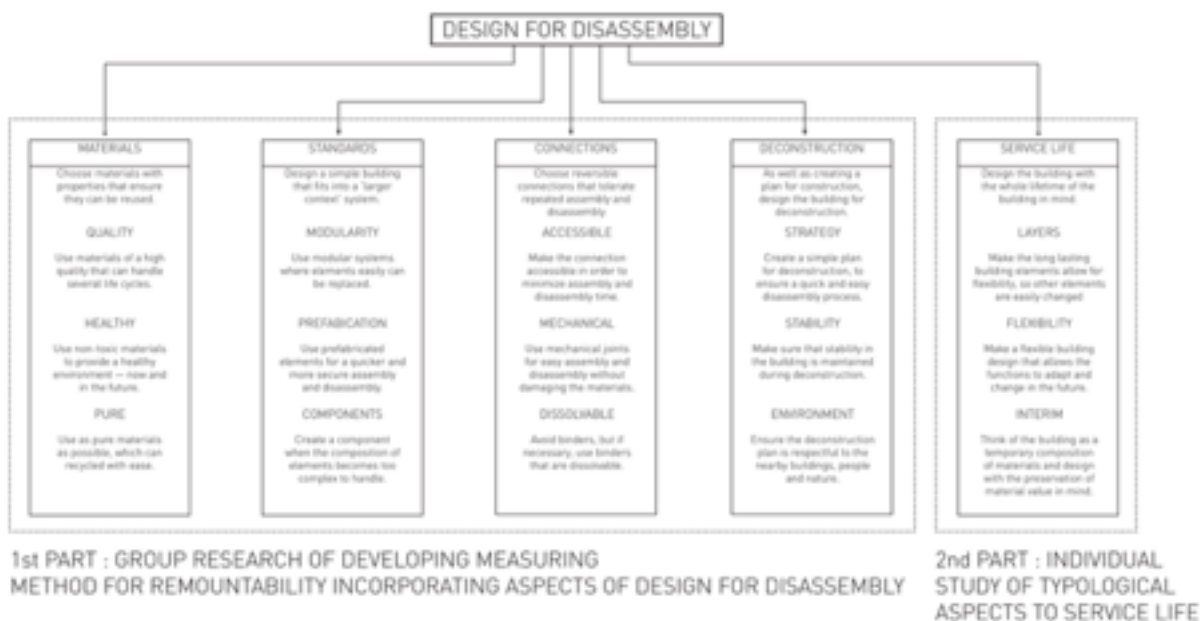 DESIGN FOR DISASSEMBLY
MATERIALS
Choose materials with
properties that ensure
they can be reused.
QUALITY
Use materials of a high
quality that can handle
several life cycles.
HEALTHY
Use non-toxic materials
to provide a healthy
environment — now and
in the future.
PURE
Use as pure materials
as possible, which can
recycled with ease.
STANDARDS
Design a simple building
that fits into a 'larger
context' system.
MODULARITY
Use modular systems
where elements easily can
be replaced.
PREFABICATION
Use prefabricated
elements for a quicker and
more secure assembly
and disassembly.
COMPONENTS
Create a component
when the composition of
elements becomes too
complex to handle.
CONNECTIONS
Choose reversible
connections that tolerate
repeated assembly and
disassembly
ACCESSIBLE
Make the connection
accessible in order to
minimize assembly and
disassembly time.
MECHANICAL
Use mechanical joints
for easy assembly and
disassembly without
damaging the materials.
DISSOLVABLE
Avoid binders, but if
necessary, use binders
that are dissolvable.
DECONSTRUCTION
As well as creating a
plan for construction,
design the building for
deconstruction.
STRATEGY
Create a simple plan
for deconstruction, to
ensure a quick and easy
disassembly process.
STABILITY
Make sure that stability in
the building is maintained
during deconstruction.
ENVIRONMENT
Ensure the deconstruction
plan is respectful to the
nearby buildings, people
and nature.
SERVICE LIFE
Design the building with
the whole lifetime of the
building in mind.
LAYERS
Make the long lasting
building elements allow for
flexibility, so other elements
are easily changed
FLEXIBILITY
Make a flexible building
design that allows the
functions to adapt and
change in the future.
INTERIM
Think of the building as a
temporary composition
of materials and design
with the preservation of
material value in mind.
1st PART : GROUP RESEARCH OF DEVELOPING MEASURING
METHOD FOR REMOUNTABILITY INCORPORATING ASPECTS OF DESIGN FOR DISASSEMBLY
2nd PART : INDIVIDUAL
STUDY OF TYPOLOGICAL
ASPECTS TO SERVICE LIFE